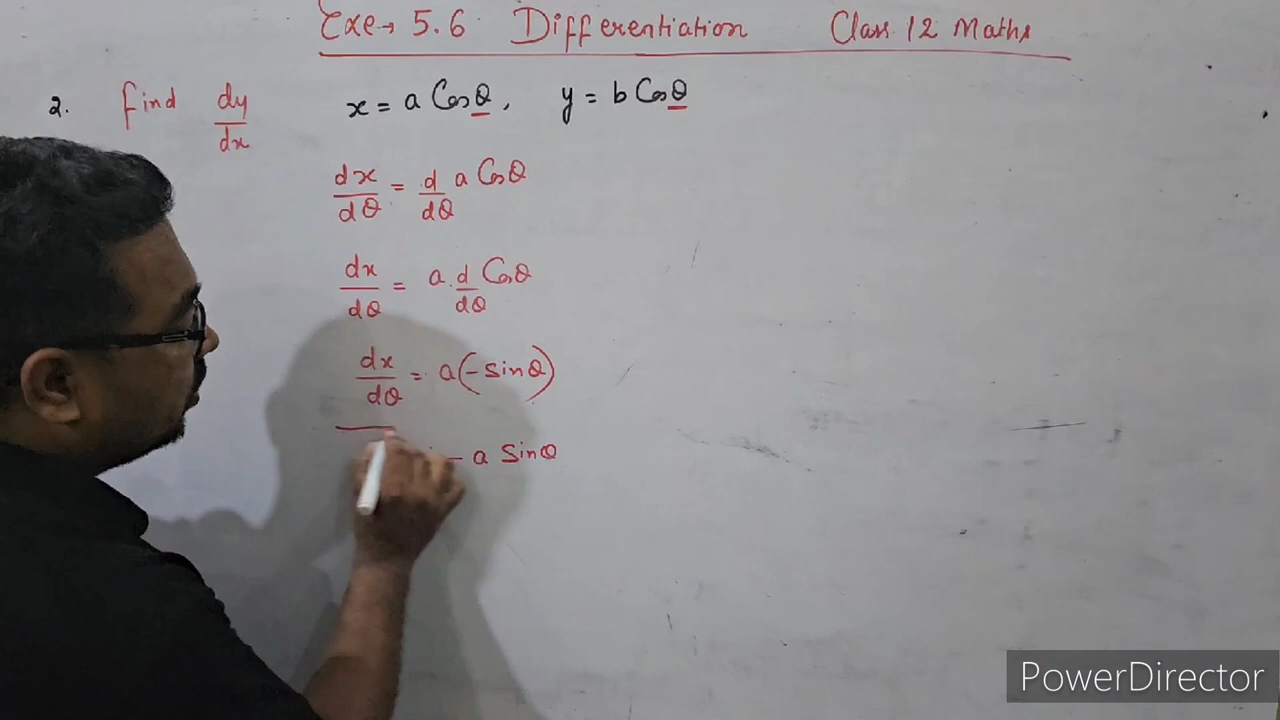 Exe → 5.6 Differentiation Class 12 Maths
2. Find dy/dx x = a Cosθ, y = b Cosθ
dx/dθ = d/dθ a Cosθ
dx/dθ = a. d/dθ Cosθ
dx/dθ = a(-sinθ)
= - a Sinθ
PowerDirector